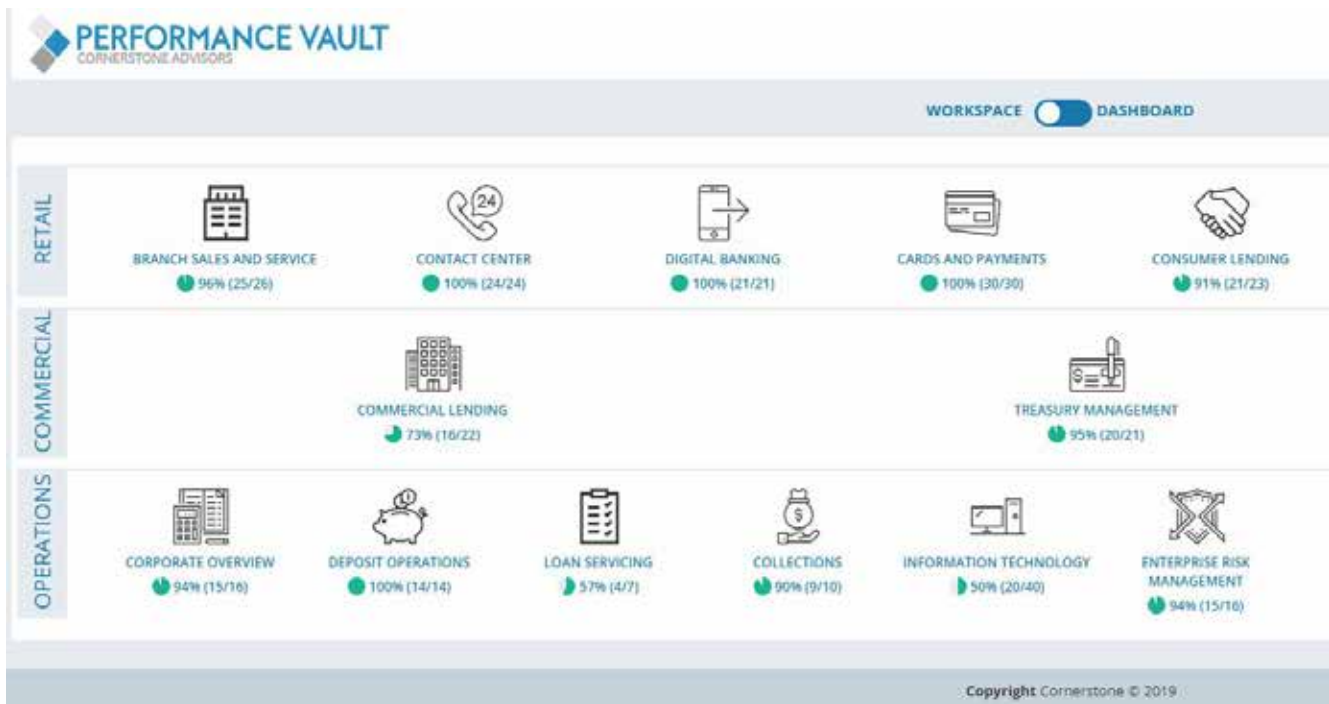 PERFORMANCE VAULT
CORNERSTONE ADVISORS
WORKSPACE DASHBOARD
RETAIL
24
BRANCH SALES AND SERVICE
96% (25/26)
CONTACT CENTER
100% (24/24)
DIGITAL BANKING
100% (21/21)
CARDS AND PAYMENTS
100% (30/30)
CONSUMER LENDING
91% (21/23)
COMMERCIAL
COMMERCIAL LENDING
73% (16/22)
$
TREASURY MANAGEMENT
95% (20/21)
OPERATIONS
CORPORATE OVERVIEW
94% (15/16)
DEPOSIT OPERATIONS
100% (14/14)
LOAN SERVICING
57% (4/7)
$
COLLECTIONS
90% (9/10)
INFORMATION TECHNOLOGY
50% (20/40)
ENTERPRISE RISK
MANAGEMENT
94% (15/16)
Copyright Cornerstone © 2019